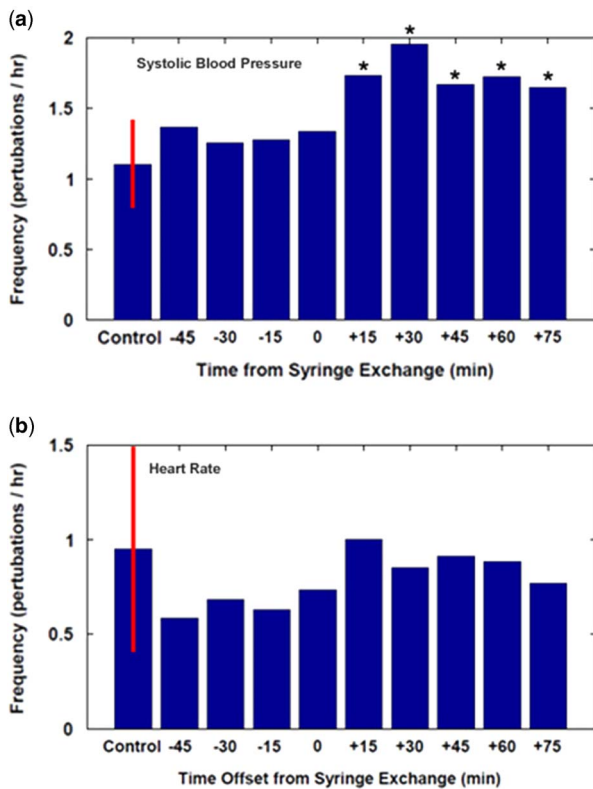 (a)
Systolic Blood Pressure
* * * * *
Frequency (pertubations / hr)
2
1.5
1
0.5
0
Control -45 -30 -15 0 +15 +30 +45 +60 +75
Time from Syringe Exchange (min)
(b)
Heart Rate
Frequency (pertubations / hr)
1.5
1
0.5
0
Control -45 -30 -15 0 +15 +30 +45 +60 +75
Time Offset from Syringe Exchange (min)